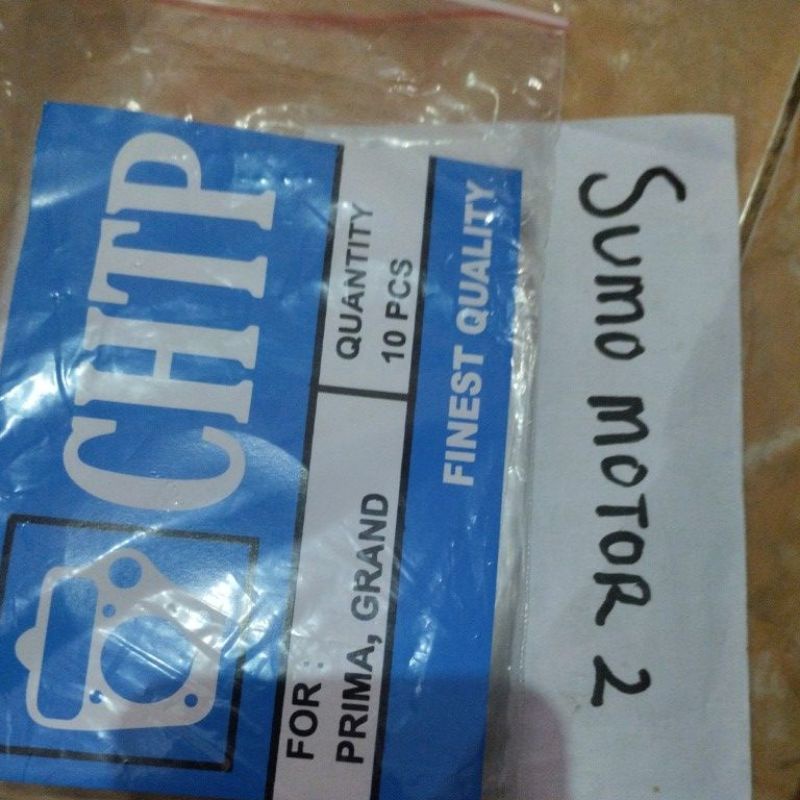 CHTP
FOR :
PRIMA, GRAND
QUANTITY
10 PCS
FINEST QUALITY
SUMO MOTOR 2